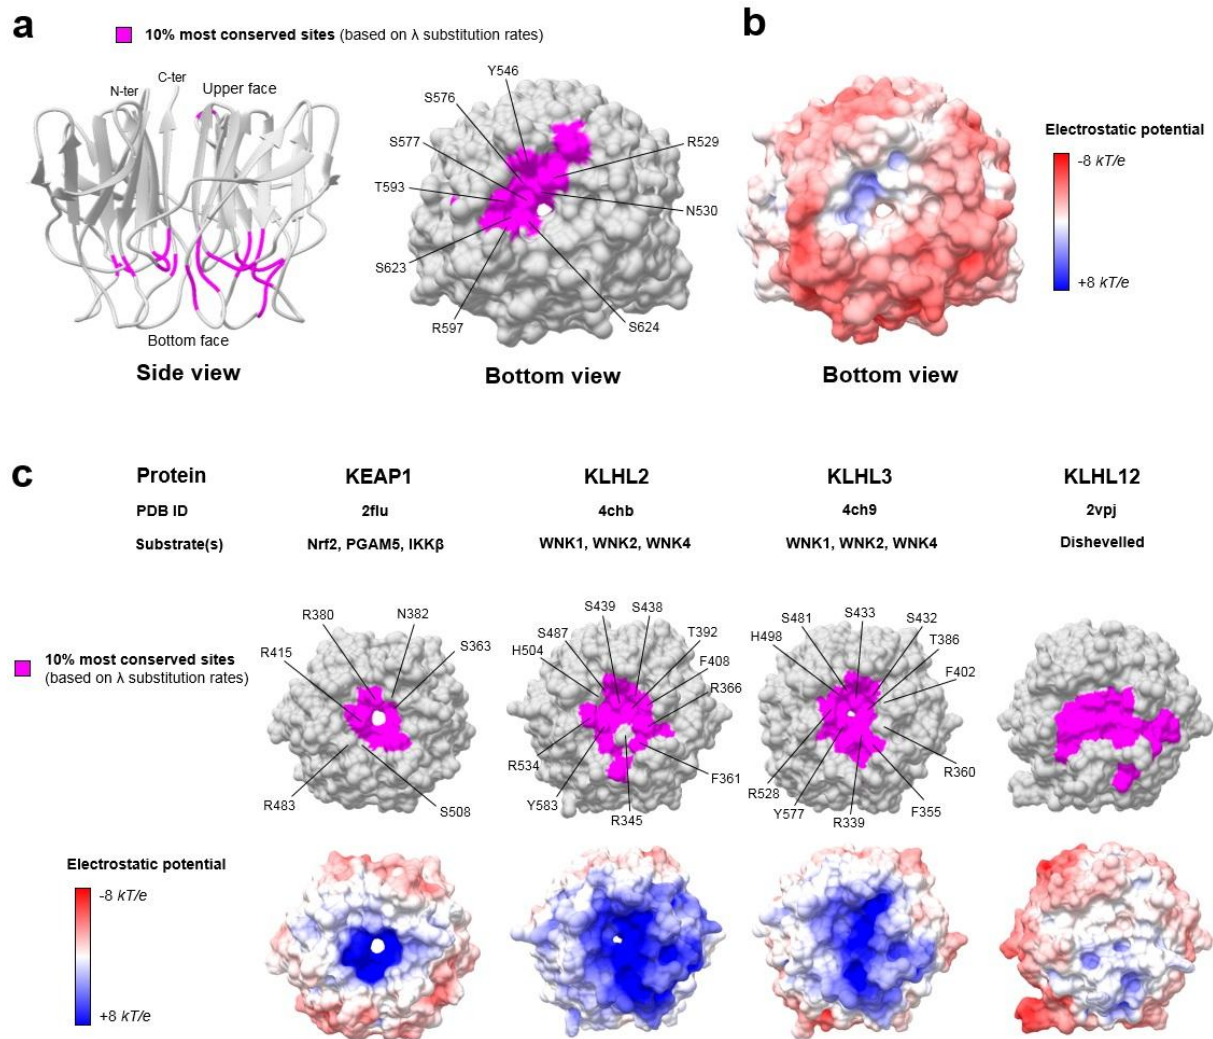 a
10% most conserved sites (based on λ substitution rates)
N-ter
C-ter
Upper face
Bottom face
Side view
Y546
S576
S577
T593
S623
R597
R529
N530
S624
Bottom view
b
Electrostatic potential
-8 kT/e
+8 kT/e
Bottom view
c
Protein KEAP1 KLHL2 KLHL3 KLHL12
PDB ID 2flu 4chb 4ch9 2vpj
Substrate(s) Nrf2, PGAM5, IKKβ WNK1, WNK2, WNK4 WNK1, WNK2, WNK4 Dishevelled
10% most conserved sites
(based on λ substitution rates)
R380
N382
R415
S363
R483
S508
S439
S438
S487
T392
H504
F408
R366
R534
F361
Y583
R345
S481
S433
S432
H498
T386
F402
R360
R528
Y577
R339
F355
Electrostatic potential
-8 kT/e
+8 kT/e